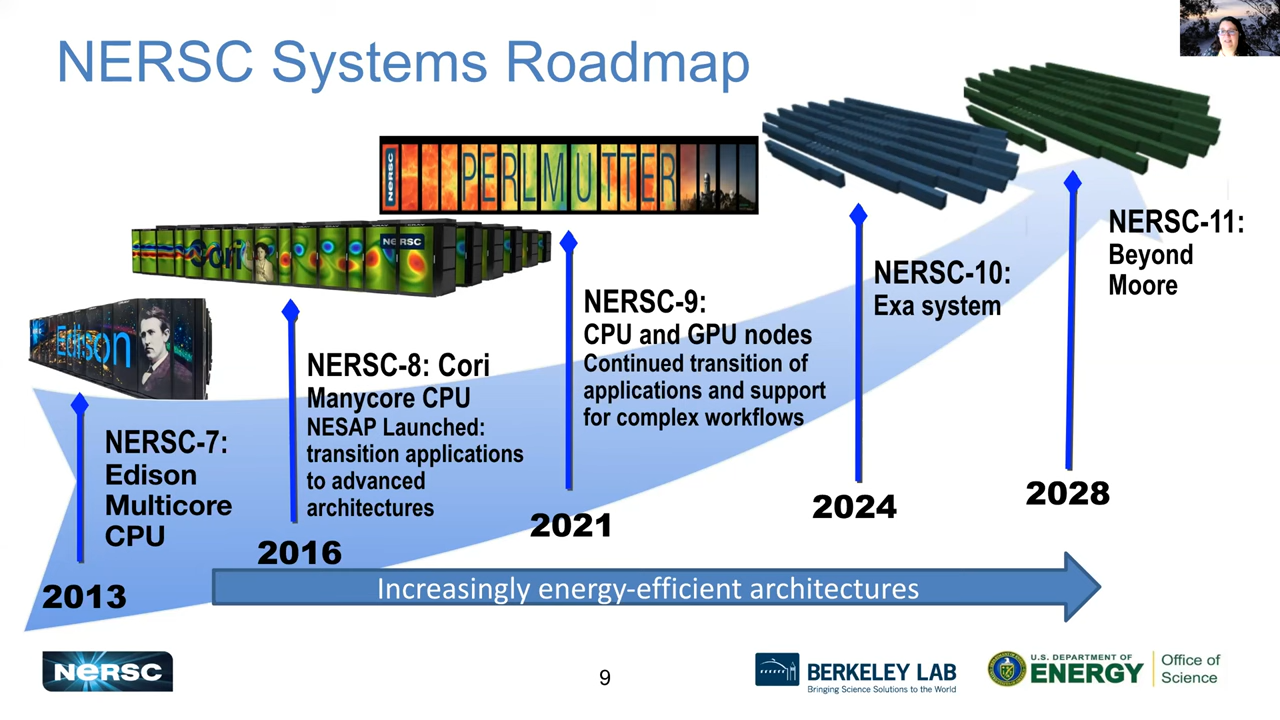 NERSC Systems Roadmap
NERSC
PERLMUTTER
Cori
NERSC
Edison
NERSC-7:
Edison
Multicore
CPU
2013
NERSC-8: Cori
Manycore CPU
NESAP Launched:
transition applications
to advanced
architectures
2016
NERSC-9:
CPU and GPU nodes
Continued transition of
applications and support
for complex workflows
2021
NERSC-10:
Exa system
2024
NERSC-11:
Beyond
Moore
2028
Increasingly energy-efficient architectures
NERSC
9
BERKELEY LAB
Bringing Science Solutions to the World
U.S. DEPARTMENT OF
ENERGY
Office of
Science